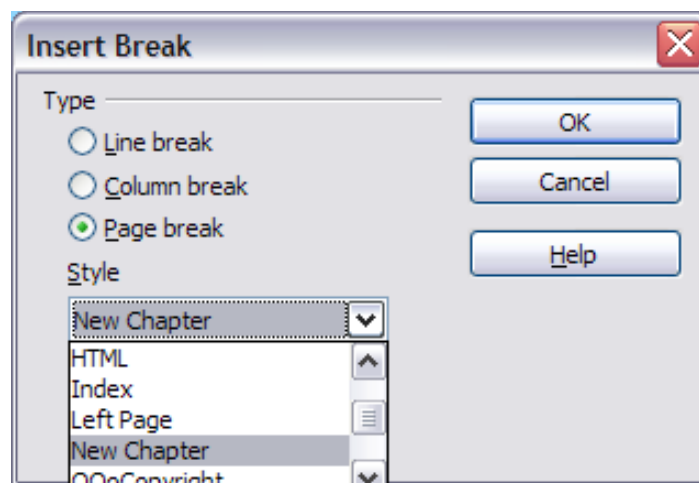 Insert Break
Type
Line break
Column break
Page break
Style
New Chapter
HTML
Index
Left Page
New Chapter
OOoCopyright
OK
Cancel
Help